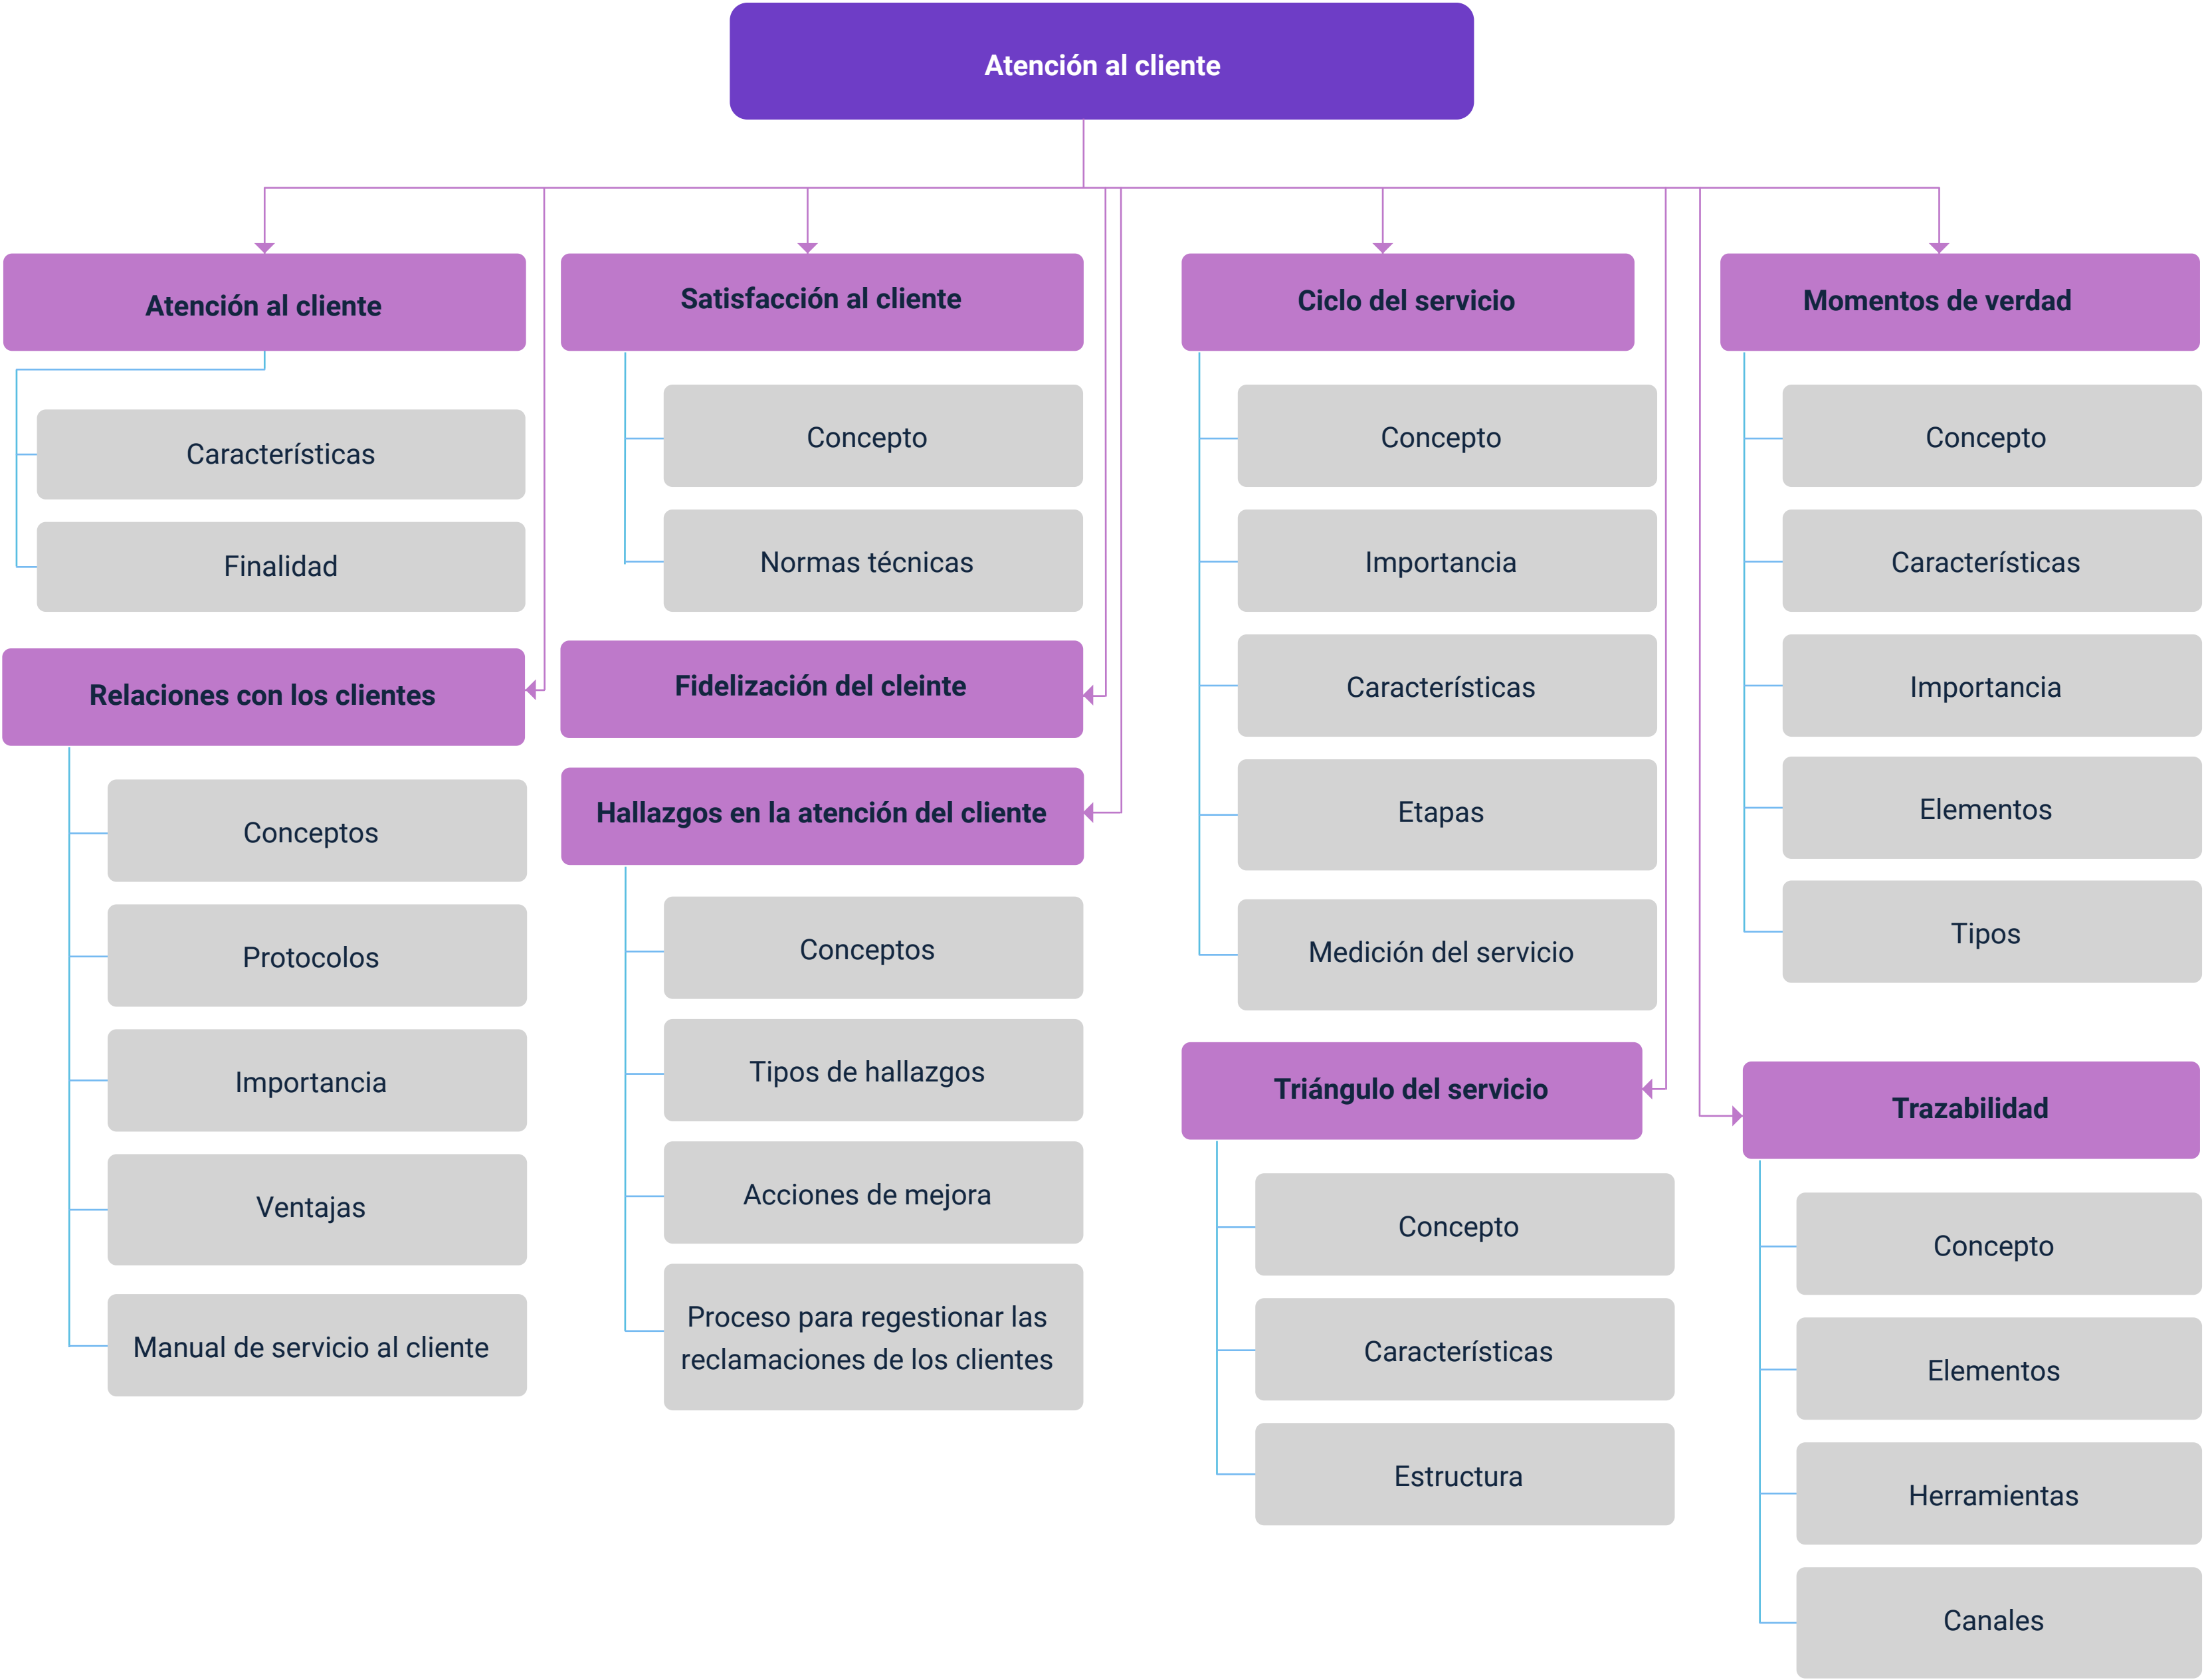 Atención al cliente
Atención al cliente
Características
Finalidad
Relaciones con los clientes
Conceptos
Protocolos
Importancia
Ventajas
Manual de servicio al cliente
Satisfacción al cliente
Concepto
Normas técnicas
Fidelización del cleinte
Hallazgos en la atención del cliente
Conceptos
Tipos de hallazgos
Acciones de mejora
Proceso para regestionar las
reclamaciones de los clientes
Ciclo del servicio
Concepto
Importancia
Características
Etapas
Medición del servicio
Triángulo del servicio
Concepto
Características
Estructura
Momentos de verdad
Concepto
Características
Importancia
Elementos
Tipos
Trazabilidad
Concepto
Elementos
Herramientas
Canales